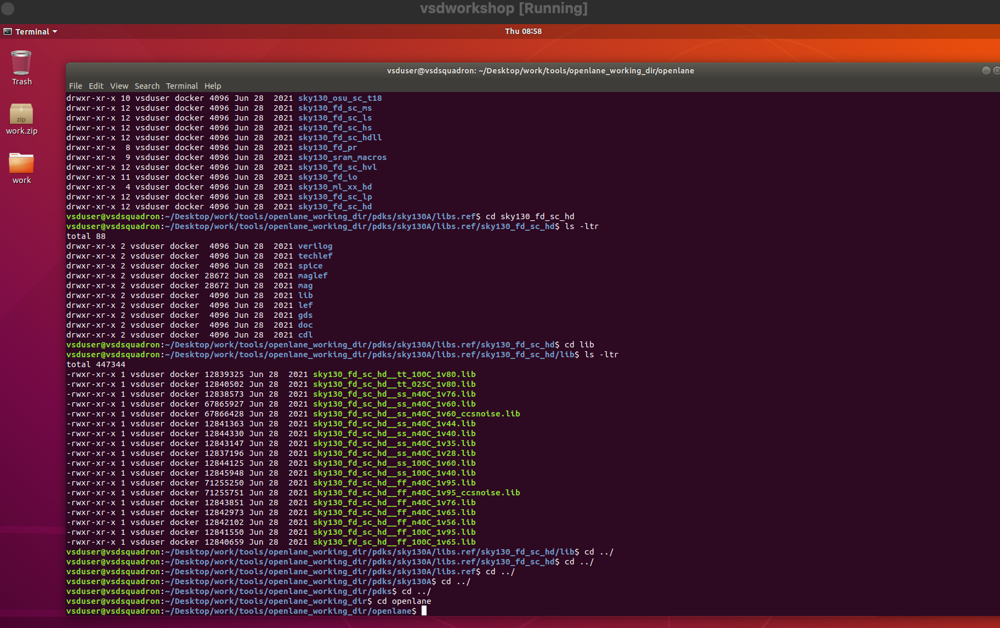 vsdworkshop [Running]
Terminal
Thu 08:58
Trash
zip
work.zip
work
vsduser@vsdsquadron: ~/Desktop/work/tools/openlane_working_dir/openlane
File Edit View Search Terminal Help
drwxr-xr-x 10 vsduser docker 4096 Jun 28  2021 sky130_osu_sc_t18
drwxr-xr-x 12 vsduser docker 4096 Jun 28  2021 sky130_fd_sc_ms
drwxr-xr-x 12 vsduser docker 4096 Jun 28  2021 sky130_fd_sc_ls
drwxr-xr-x 12 vsduser docker 4096 Jun 28  2021 sky130_fd_sc_hs
drwxr-xr-x 12 vsduser docker 4096 Jun 28  2021 sky130_fd_sc_hdll
drwxr-xr-x  8 vsduser docker 4096 Jun 28  2021 sky130_fd_pr
drwxr-xr-x  9 vsduser docker 4096 Jun 28  2021 sky130_sram_macros
drwxr-xr-x 12 vsduser docker 4096 Jun 28  2021 sky130_fd_sc_hvl
drwxr-xr-x 11 vsduser docker 4096 Jun 28  2021 sky130_fd_io
drwxr-xr-x  4 vsduser docker 4096 Jun 28  2021 sky130_ml_xx_hd
drwxr-xr-x 12 vsduser docker 4096 Jun 28  2021 sky130_fd_sc_lp
drwxr-xr-x 12 vsduser docker 4096 Jun 28  2021 sky130_fd_sc_hd
vsduser@vsdsquadron:~/Desktop/work/tools/openlane_working_dir/pdks/sky130A/libs.ref$ cd sky130_fd_sc_hd
vsduser@vsdsquadron:~/Desktop/work/tools/openlane_working_dir/pdks/sky130A/libs.ref/sky130_fd_sc_hd$ ls -ltr
total 88
drwxr-xr-x 2 vsduser docker  4096 Jun 28  2021 verilog
drwxr-xr-x 2 vsduser docker  4096 Jun 28  2021 techlef
drwxr-xr-x 2 vsduser docker  4096 Jun 28  2021 spice
drwxr-xr-x 2 vsduser docker 28672 Jun 28  2021 maglef
drwxr-xr-x 2 vsduser docker 28672 Jun 28  2021 mag
drwxr-xr-x 2 vsduser docker  4096 Jun 28  2021 lib
drwxr-xr-x 2 vsduser docker  4096 Jun 28  2021 lef
drwxr-xr-x 2 vsduser docker  4096 Jun 28  2021 gds
drwxr-xr-x 2 vsduser docker  4096 Jun 28  2021 doc
drwxr-xr-x 2 vsduser docker  4096 Jun 28  2021 cdl
vsduser@vsdsquadron:~/Desktop/work/tools/openlane_working_dir/pdks/sky130A/libs.ref/sky130_fd_sc_hd$ cd lib
vsduser@vsdsquadron:~/Desktop/work/tools/openlane_working_dir/pdks/sky130A/libs.ref/sky130_fd_sc_hd/lib$ ls -ltr
total 447344
-rwxr-xr-x 1 vsduser docker 12839325 Jun 28  2021 sky130_fd_sc_hd__tt_100C_1v80.lib
-rwxr-xr-x 1 vsduser docker 12840502 Jun 28  2021 sky130_fd_sc_hd__tt_025C_1v80.lib
-rwxr-xr-x 1 vsduser docker 12838573 Jun 28  2021 sky130_fd_sc_hd__ss_n40C_1v76.lib
-rwxr-xr-x 1 vsduser docker 67865927 Jun 28  2021 sky130_fd_sc_hd__ss_n40C_1v60.lib
-rwxr-xr-x 1 vsduser docker 67866428 Jun 28  2021 sky130_fd_sc_hd__ss_n40C_1v60_ccsnoise.lib
-rwxr-xr-x 1 vsduser docker 12841363 Jun 28  2021 sky130_fd_sc_hd__ss_n40C_1v44.lib
-rwxr-xr-x 1 vsduser docker 12844330 Jun 28  2021 sky130_fd_sc_hd__ss_n40C_1v40.lib
-rwxr-xr-x 1 vsduser docker 12843147 Jun 28  2021 sky130_fd_sc_hd__ss_n40C_1v35.lib
-rwxr-xr-x 1 vsduser docker 12837196 Jun 28  2021 sky130_fd_sc_hd__ss_n40C_1v28.lib
-rwxr-xr-x 1 vsduser docker 12844125 Jun 28  2021 sky130_fd_sc_hd__ss_100C_1v60.lib
-rwxr-xr-x 1 vsduser docker 12845948 Jun 28  2021 sky130_fd_sc_hd__ss_100C_1v40.lib
-rwxr-xr-x 1 vsduser docker 71255250 Jun 28  2021 sky130_fd_sc_hd__ff_n40C_1v95.lib
-rwxr-xr-x 1 vsduser docker 71255751 Jun 28  2021 sky130_fd_sc_hd__ff_n40C_1v95_ccsnoise.lib
-rwxr-xr-x 1 vsduser docker 12843851 Jun 28  2021 sky130_fd_sc_hd__ff_n40C_1v76.lib
-rwxr-xr-x 1 vsduser docker 12842973 Jun 28  2021 sky130_fd_sc_hd__ff_n40C_1v65.lib
-rwxr-xr-x 1 vsduser docker 12842102 Jun 28  2021 sky130_fd_sc_hd__ff_n40C_1v56.lib
-rwxr-xr-x 1 vsduser docker 12841550 Jun 28  2021 sky130_fd_sc_hd__ff_100C_1v95.lib
-rwxr-xr-x 1 vsduser docker 12840659 Jun 28  2021 sky130_fd_sc_hd__ff_100C_1v65.lib
vsduser@vsdsquadron:~/Desktop/work/tools/openlane_working_dir/pdks/sky130A/libs.ref/sky130_fd_sc_hd/lib$ cd ../
vsduser@vsdsquadron:~/Desktop/work/tools/openlane_working_dir/pdks/sky130A/libs.ref/sky130_fd_sc_hd$ cd ../
vsduser@vsdsquadron:~/Desktop/work/tools/openlane_working_dir/pdks/sky130A/libs.ref$ cd ../
vsduser@vsdsquadron:~/Desktop/work/tools/openlane_working_dir/pdks/sky130A$ cd ../
vsduser@vsdsquadron:~/Desktop/work/tools/openlane_working_dir/pdks$ cd ../
vsduser@vsdsquadron:~/Desktop/work/tools/openlane_working_dir$ cd openlane
vsduser@vsdsquadron:~/Desktop/work/tools/openlane_working_dir/openlane$